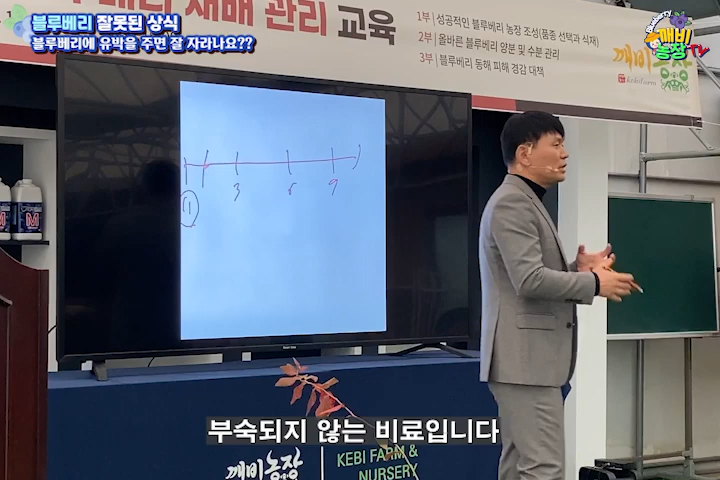 블루베리 잘못된 상식
블루베리에 유박을 주면 잘 자라나요??
재배 관리 교육
1부 | 성공적인 블루베리 농장 조성(품종 선택과 식재)
2부 | 올바른 블루베리 양분 및 수분 관리
3부 | 블루베리 동해 피해 경감 대책
깨비농장
KebiFarm
깨비농장TV
3
9
M
M
부숙되지 않는 비료입니다
깨비농장
KEBI FARM &
NURSERY